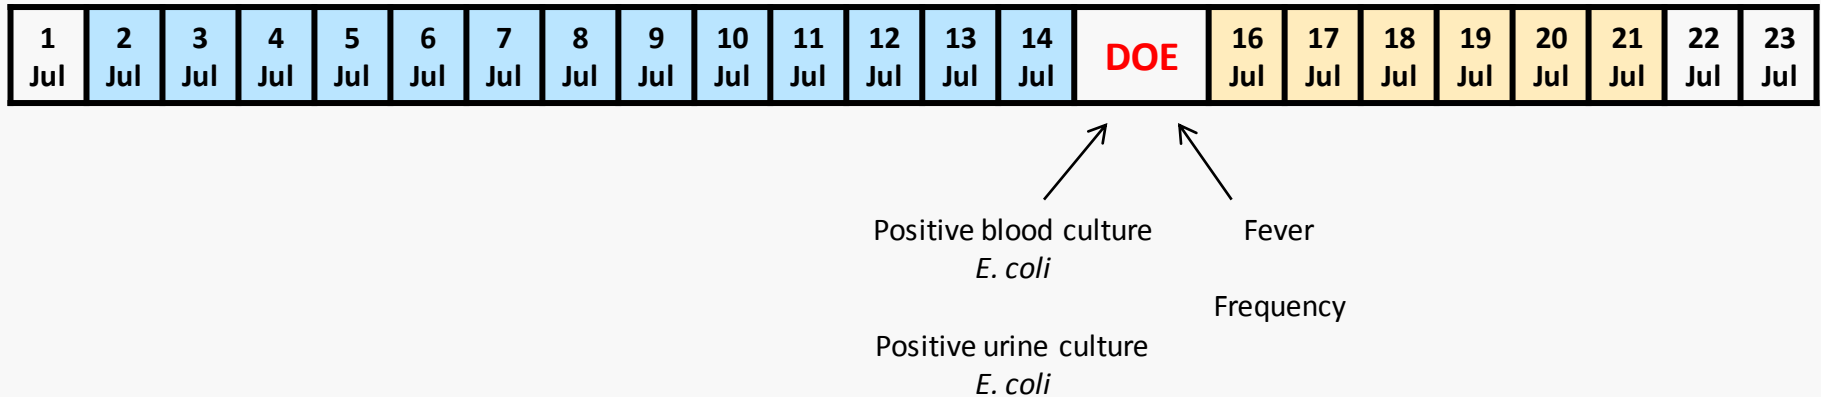 1 Jul 2 Jul 3 Jul 4 Jul 5 Jul 6 Jul 7 Jul 8 Jul 9 Jul 10 Jul 11 Jul 12 Jul 13 Jul 14 Jul DOE 16 Jul 17 Jul 18 Jul 19 Jul 20 Jul 21 Jul 22 Jul 23 Jul
Positive blood culture
E. coli
Fever
Frequency
Positive urine culture
E. coli